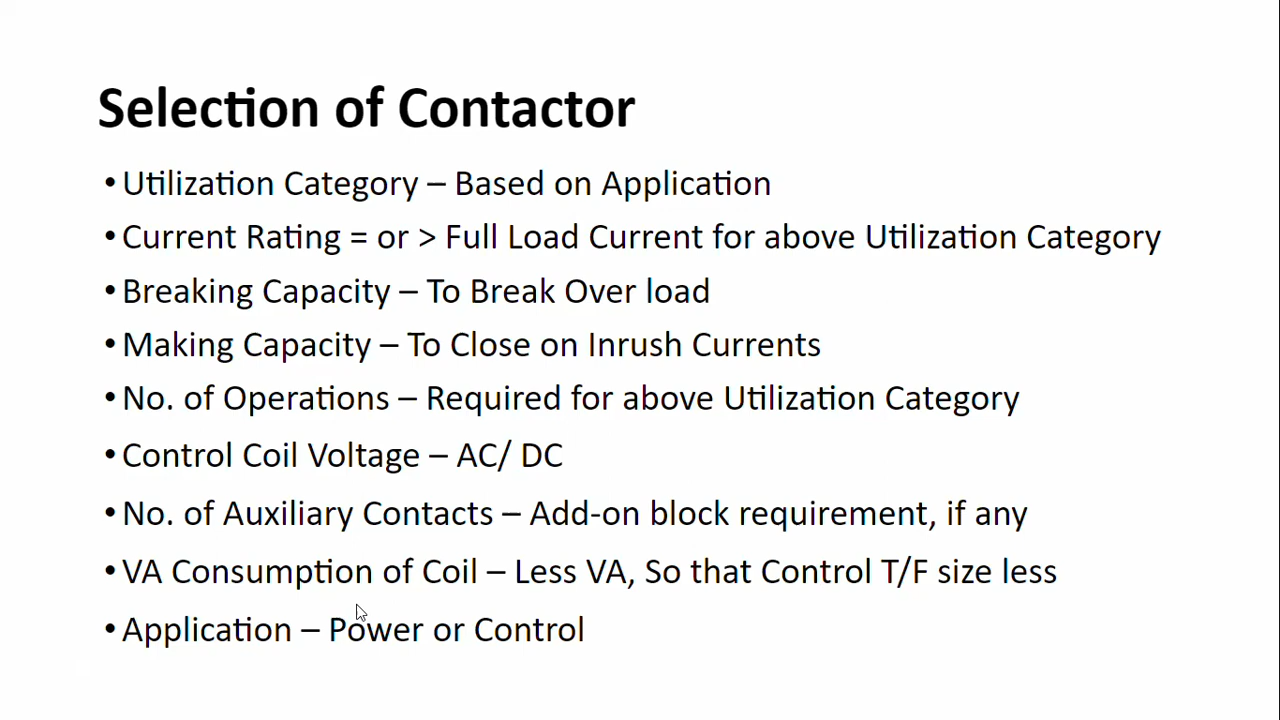 Selection of Contactor
• Utilization Category – Based on Application
• Current Rating = or > Full Load Current for above Utilization Category
• Breaking Capacity – To Break Over load
• Making Capacity – To Close on Inrush Currents
• No. of Operations – Required for above Utilization Category
• Control Coil Voltage – AC/ DC
• No. of Auxiliary Contacts – Add-on block requirement, if any
• VA Consumption of Coil – Less VA, So that Control T/F size less
• Application – Power or Control